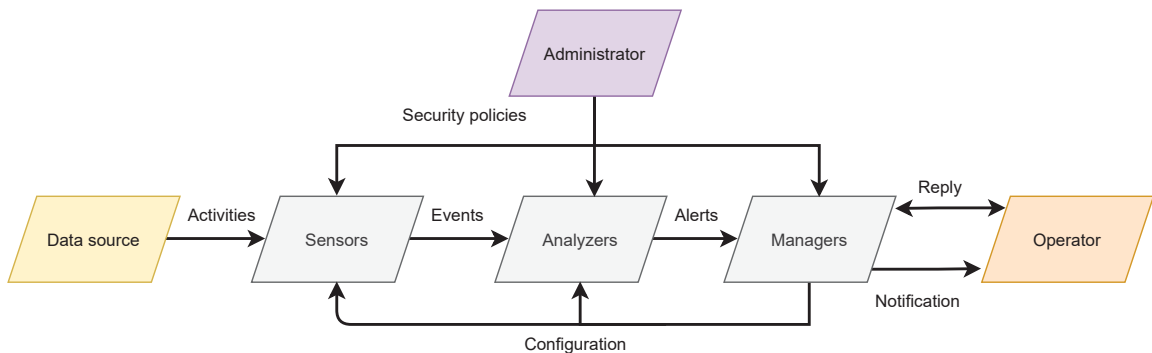 Administrator
Security policies
Activities
Events
Alerts
Reply
Data source
Sensors
Analyzers
Managers
Operator
Notification
Configuration